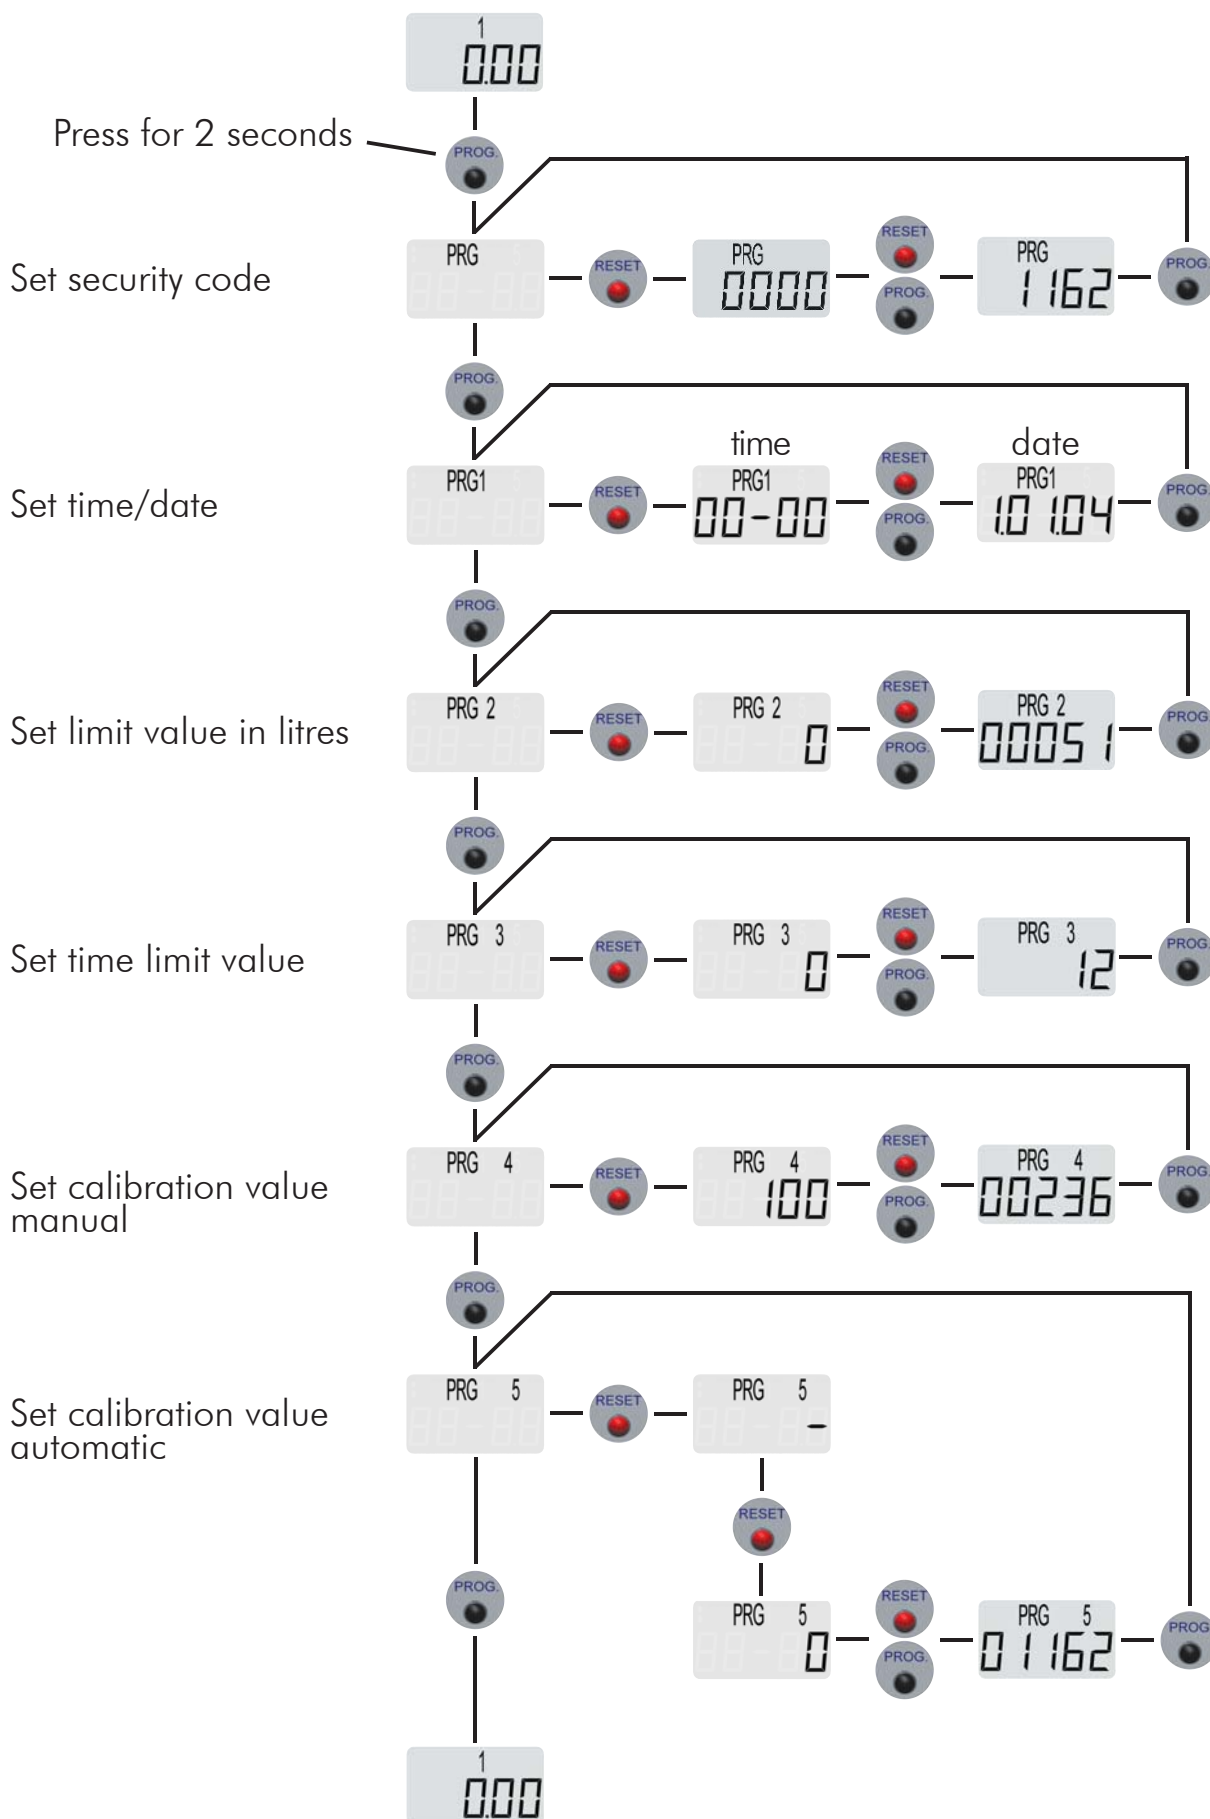 1
0.00
Press for 2 seconds
PROG.
Set security code
PRG
RESET
PRG
0000
RESET
PROG.
PRG
1162
PROG.
PROG.
Set time/date
PRG1
RESET
time
PRG1
00-00
RESET
PROG.
date
PRG1
1.01.04
PROG.
PROG.
Set limit value in litres
PRG 2
RESET
PRG 2
0
RESET
PROG.
PRG 2
00051
PROG.
PROG.
Set time limit value
PRG 3
RESET
PRG 3
0
RESET
PROG.
PRG 3
12
PROG.
PROG.
Set calibration value
manual
PRG 4
RESET
PRG 4
100
RESET
PROG.
PRG 4
00236
PROG.
PROG.
Set calibration value
automatic
PRG 5
RESET
PRG 5
-
RESET
PRG 5
0
RESET
PROG.
PRG 5
01162
PROG
PROG.
1
0.00